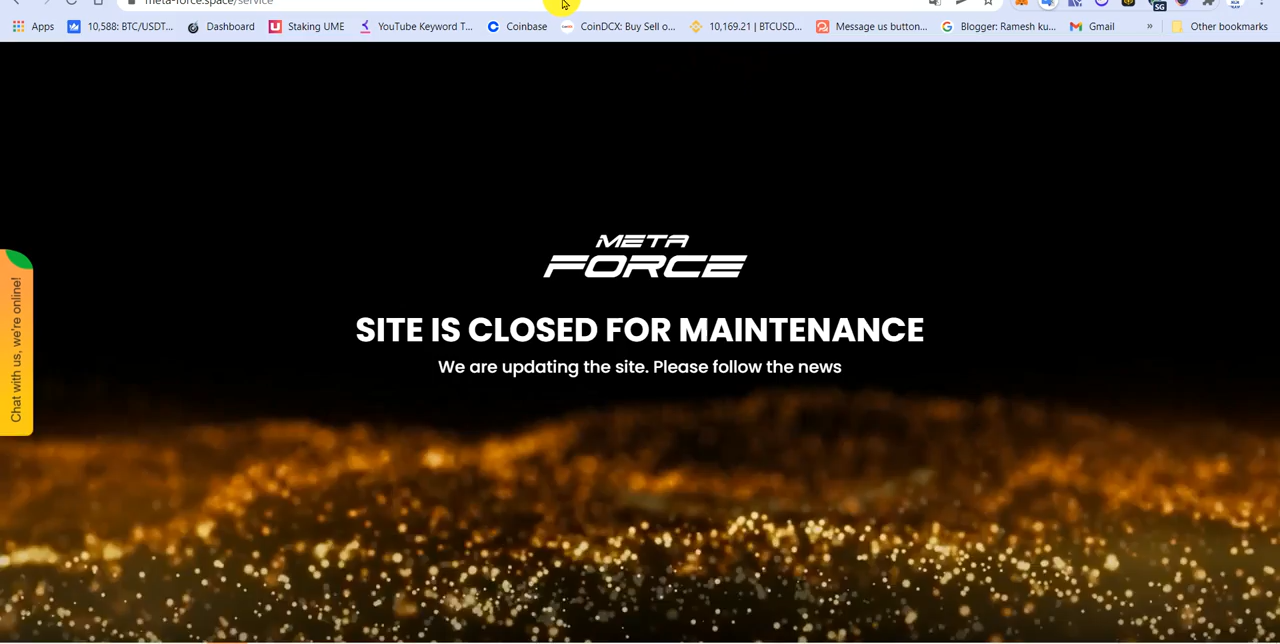 meta-force.space/service
Apps 10,588: BTC/USDT... Dashboard Staking UME YouTube Keyword T... Coinbase CoinDCX: Buy Sell o... 10,169.21 | BTCUSD... Message us button... Blogger: Ramesh ku... Gmail » Other bookmarks
SG
META
FORCE
SITE IS CLOSED FOR MAINTENANCE
We are updating the site. Please follow the news
Chat with us, we're online!